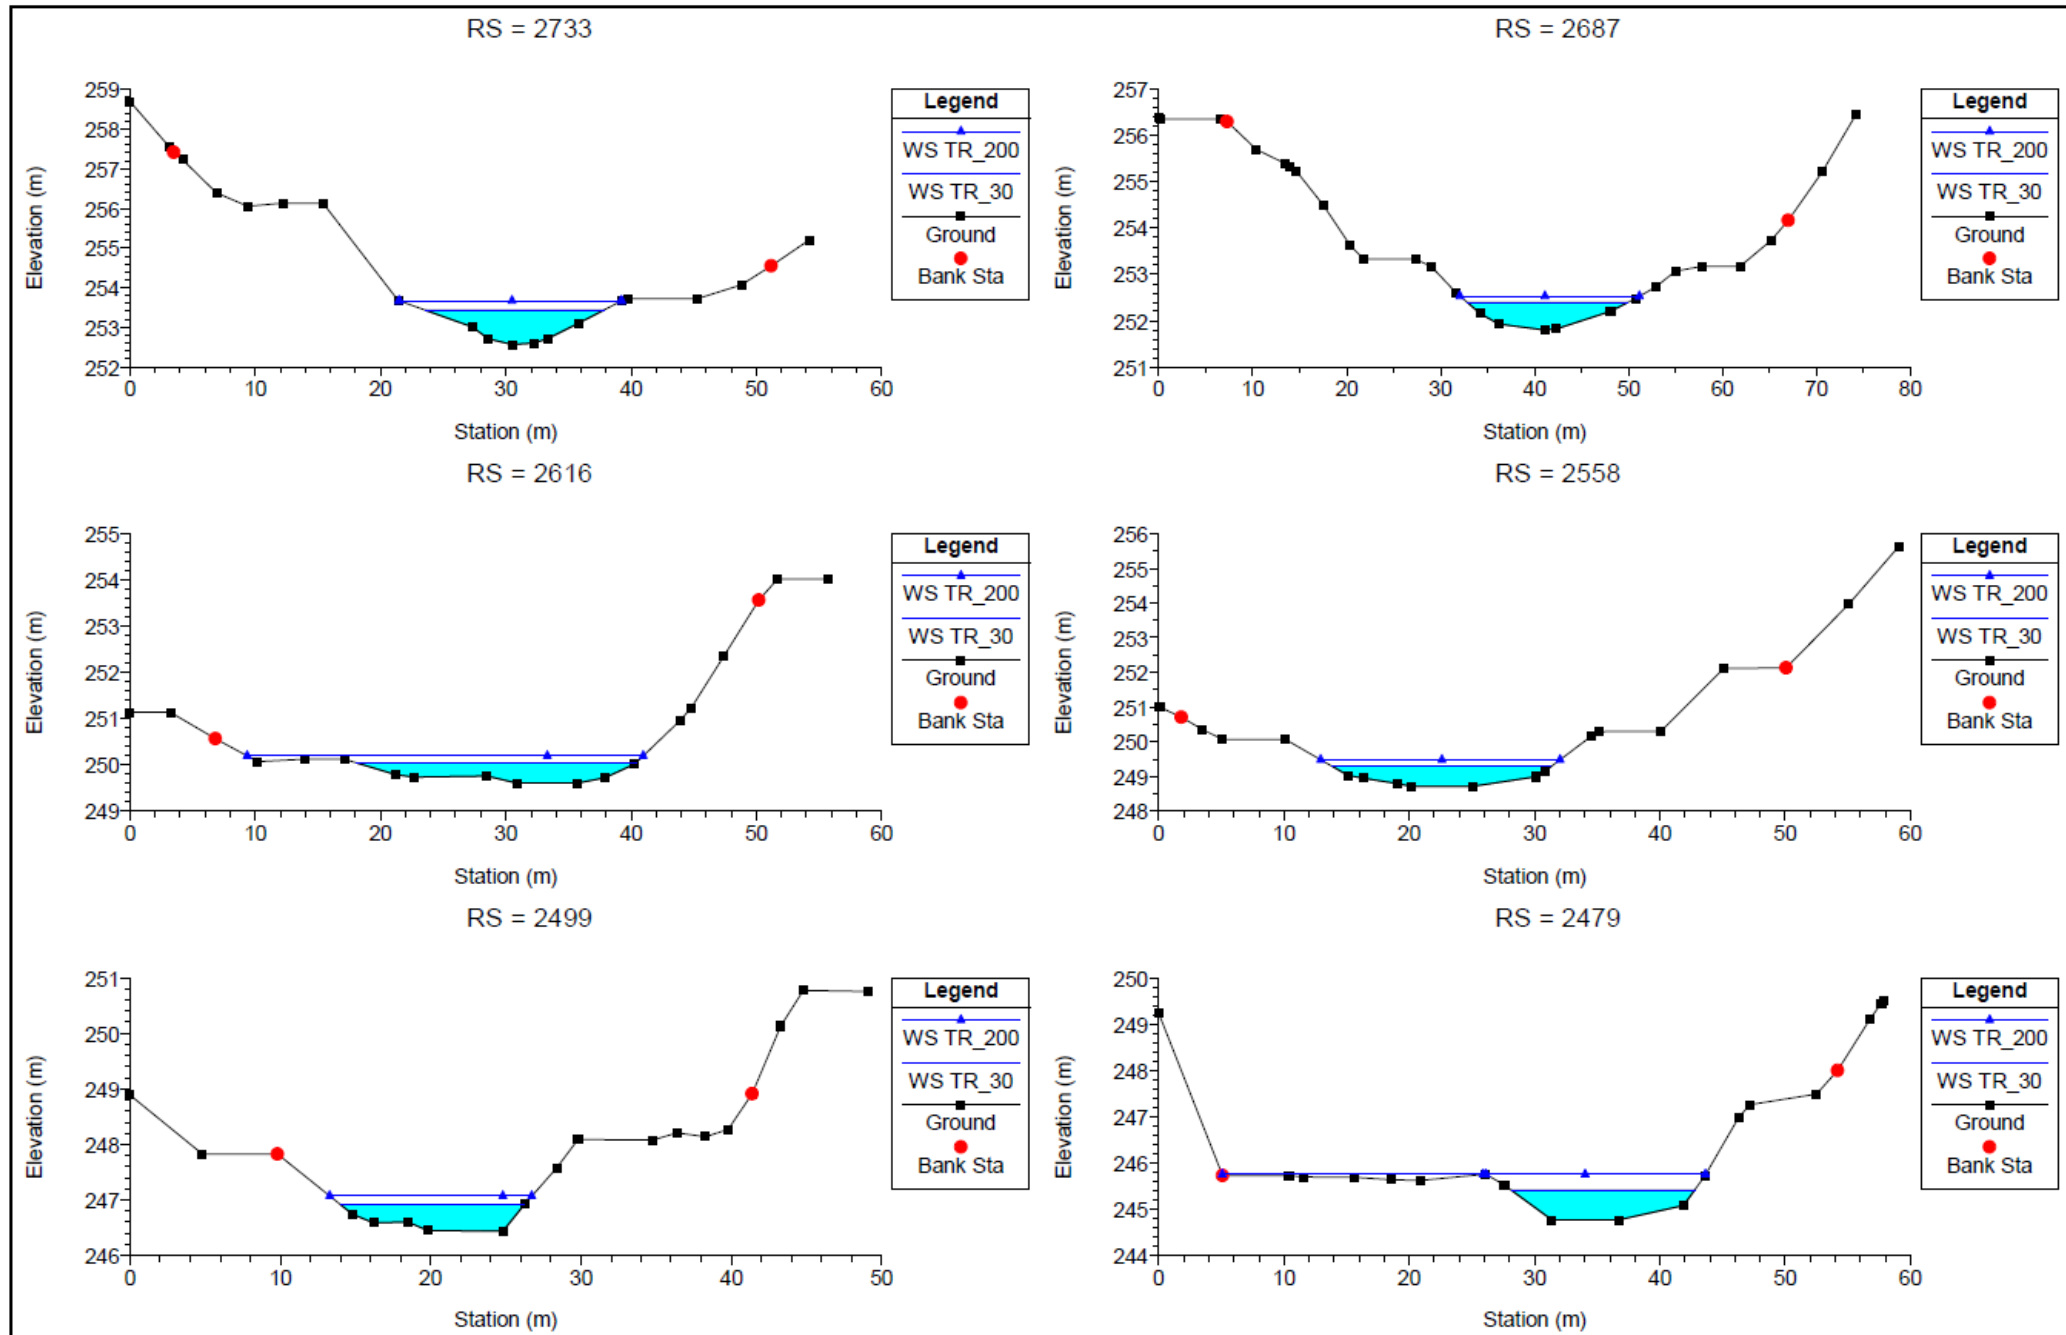 RS = 2733
259
258
257
256
255
254
253
252
Elevation (m)
0 10 20 30 40 50 60
Station (m)
Legend
WS TR_200
WS TR_30
Ground
Bank Sta
RS = 2687
257
256
255
254
253
252
251
Elevation (m)
0 10 20 30 40 50 60 70 80
Station (m)
Legend
WS TR_200
WS TR_30
Ground
Bank Sta
RS = 2616
255
254
253
252
251
250
249
Elevation (m)
0 10 20 30 40 50 60
Station (m)
Legend
WS TR_200
WS TR_30
Ground
Bank Sta
RS = 2558
256
255
254
253
252
251
250
249
248
Elevation (m)
0 10 20 30 40 50 60
Station (m)
Legend
WS TR_200
WS TR_30
Ground
Bank Sta
RS = 2499
251
250
249
248
247
246
Elevation (m)
0 10 20 30 40 50
Station (m)
Legend
WS TR_200
WS TR_30
Ground
Bank Sta
RS = 2479
250
249
248
247
246
245
244
Elevation (m)
0 10 20 30 40 50 60
Station (m)
Legend
WS TR_200
WS TR_30
Ground
Bank Sta